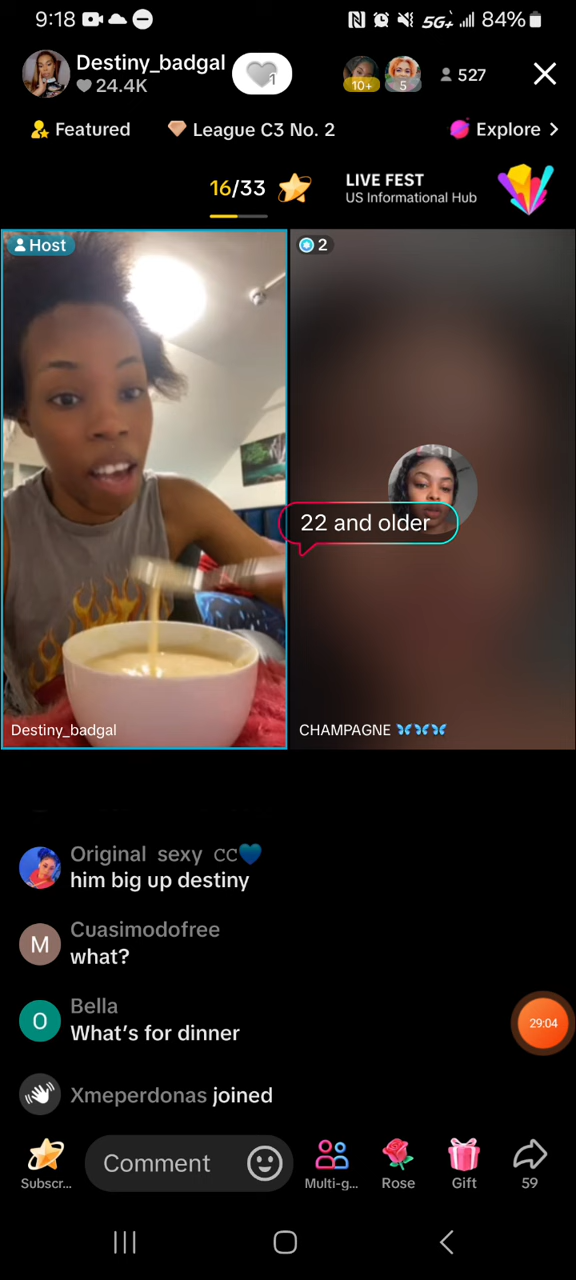 9:18
5G+ 84%
Destiny_badgal
24.4K
1
10+
5
527
Featured
League C3 No. 2
Explore >
16/33
LIVE FEST
US Informational Hub
Host
2
22 and older
Destiny_badgal
CHAMPAGNE 🦋🦋🦋
Original sexy CC💙
him big up destiny
M
Cuasimodofree
what?
O
Bella
What's for dinner
29:04
Xmeperdonas joined
Comment
Subscr...
Multi-g...
Rose
Gift
59